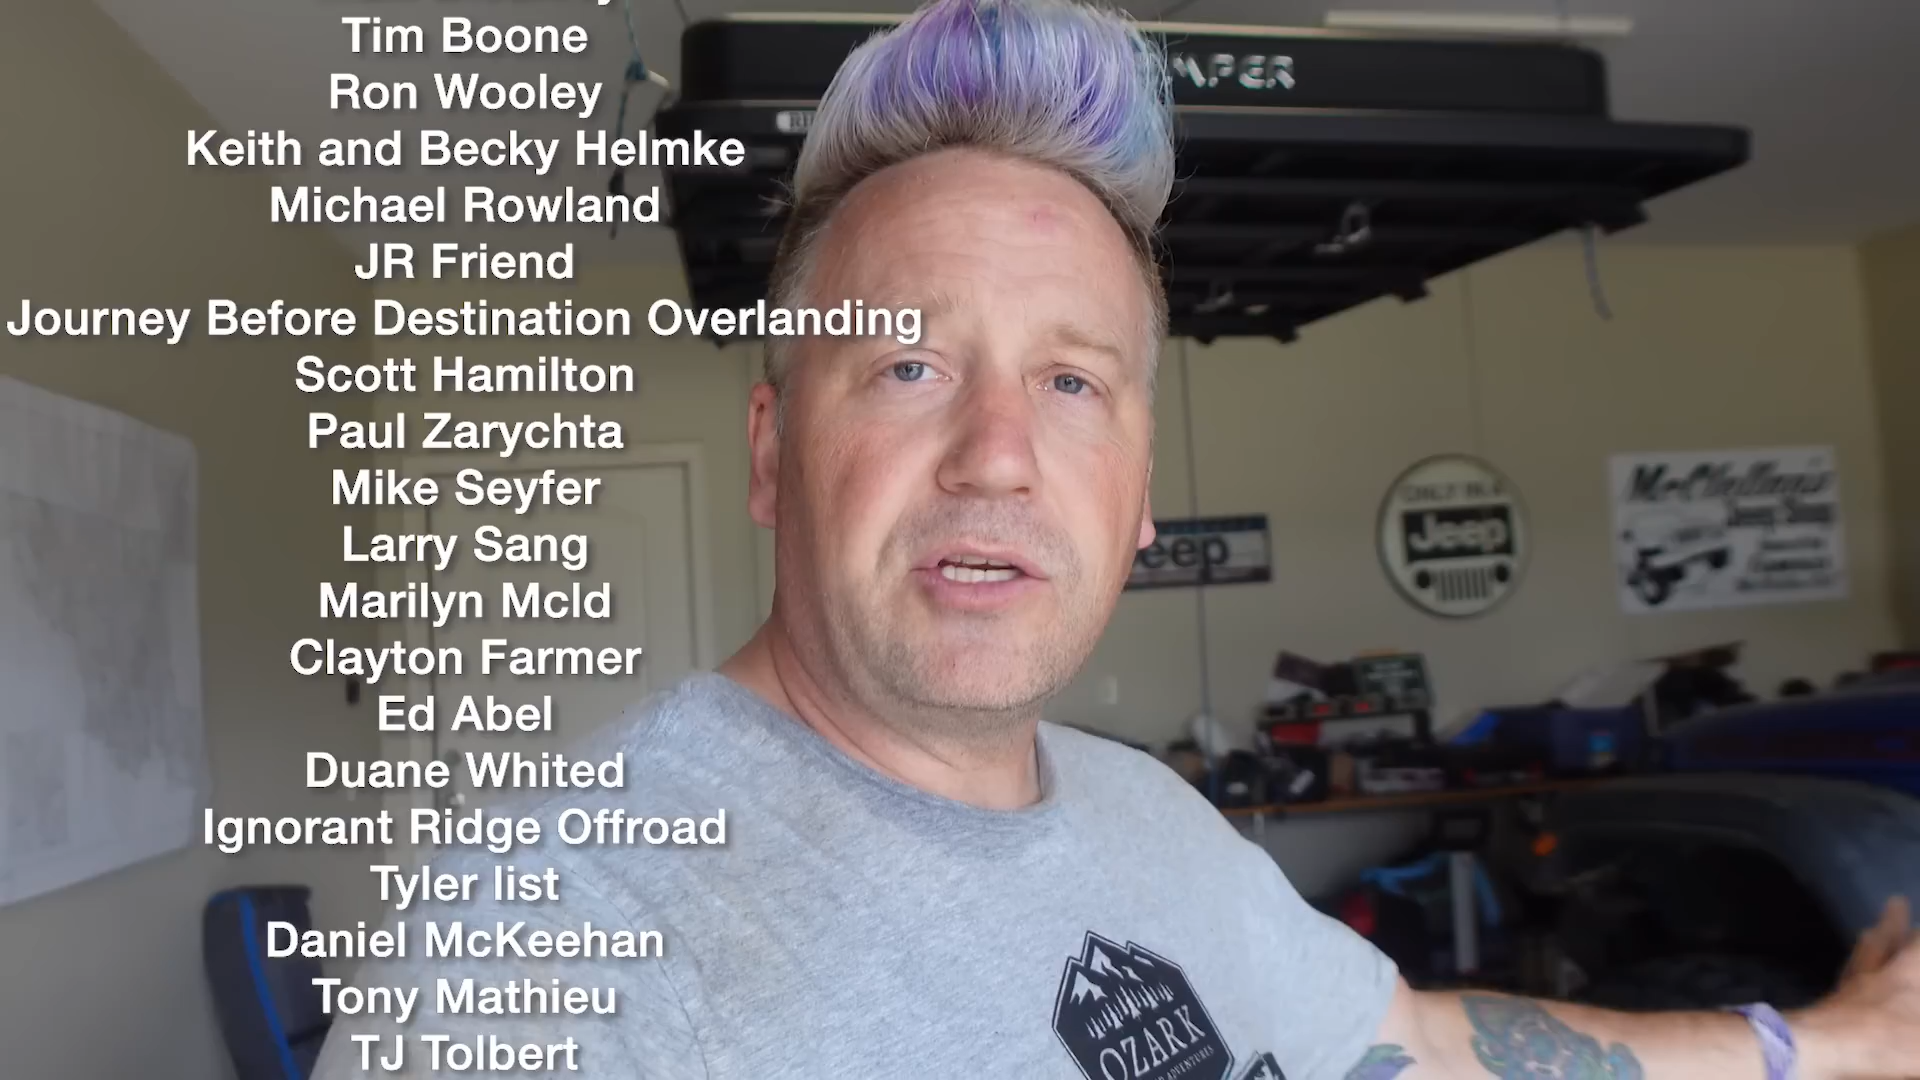 Tim Boone
Ron Wooley
Keith and Becky Helmke
Michael Rowland
JR Friend
Journey Before Destination Overlanding
Scott Hamilton
Paul Zarychta
Mike Seyfer
Larry Sang
Marilyn Mcld
Clayton Farmer
Ed Abel
Duane Whited
Ignorant Ridge Offroad
Tyler list
Daniel McKeehan
Tony Mathieu
TJ Tolbert
Jeep
OZARK
ADVENTURES